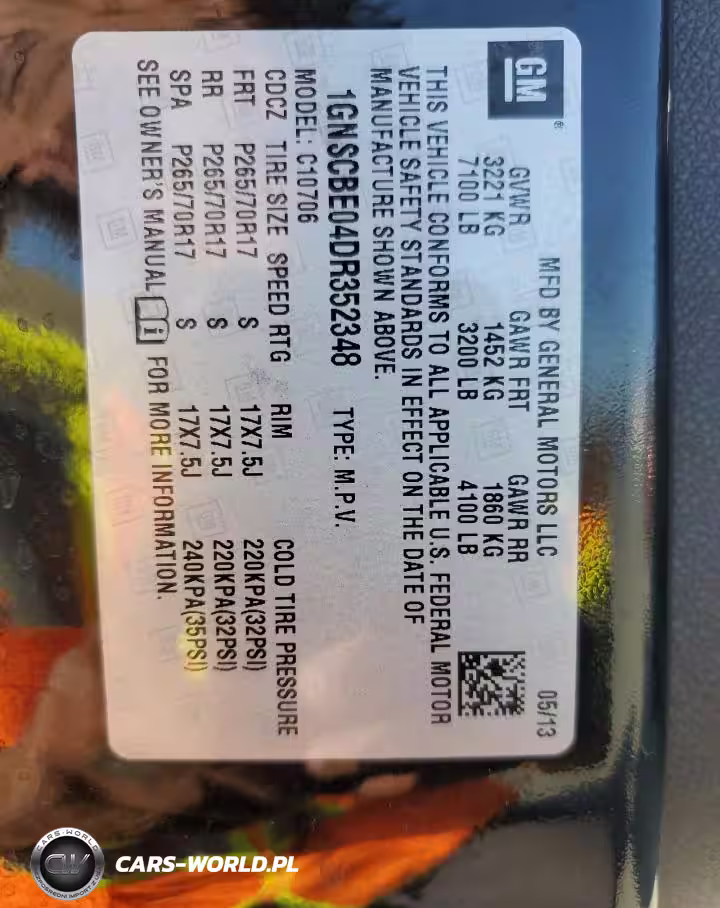 GM
MFD BY GENERAL MOTORS LLC 05/13
GVWR GAWR FRT GAWR RR
3221 KG 1452 KG 1860 KG
7100 LB 3200 LB 4100 LB
THIS VEHICLE CONFORMS TO ALL APPLICABLE U.S. FEDERAL MOTOR
VEHICLE SAFETY STANDARDS IN EFFECT ON THE DATE OF
MANUFACTURE SHOWN ABOVE.
1GNSCBE04DR352348 TYPE: M.P.V.
MODEL: C10706
CDCZ TIRE SIZE SPEED RTG RIM COLD TIRE PRESSURE
FRT P265/70R17 S 17X7.5J 220KPA(32PSI)
RR P265/70R17 S 17X7.5J 220KPA(32PSI)
SPA P265/70R17 S 17X7.5J 240KPA(35PSI)
SEE OWNER'S MANUAL i FOR MORE INFORMATION.
CARS-WORLD
CW
CARS-WORLD.PL